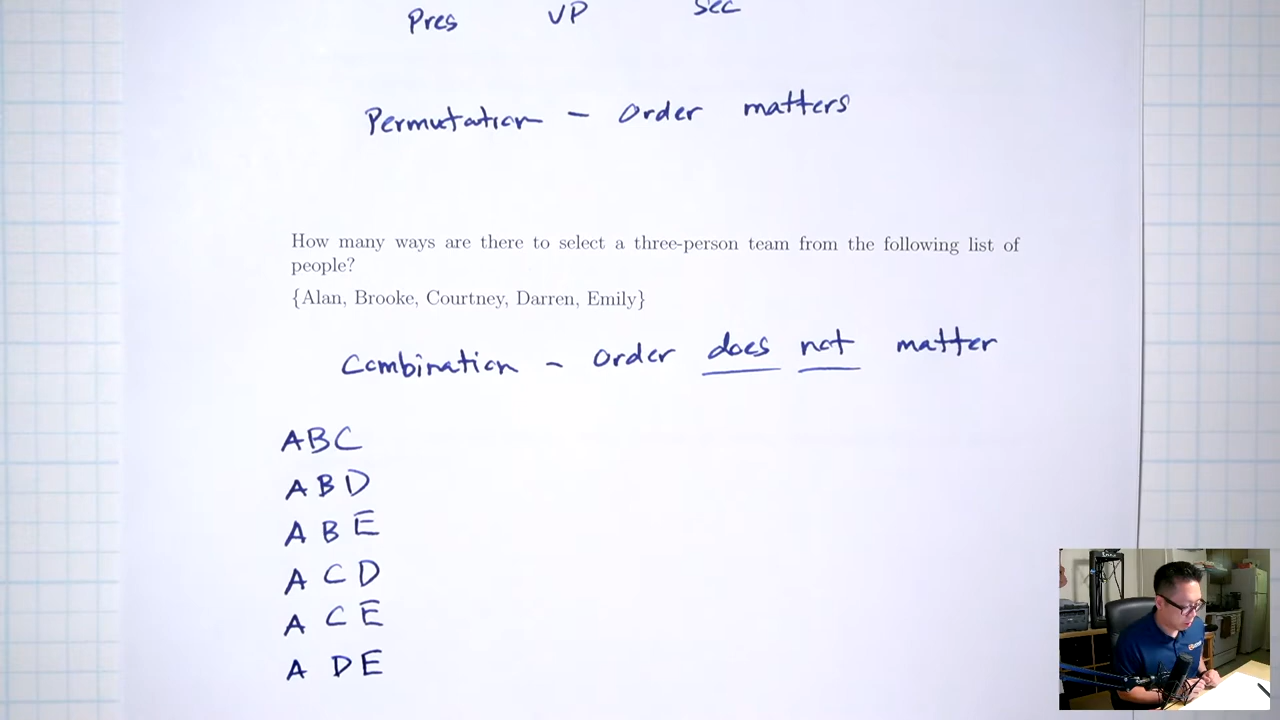 Pres VP Sec
Permutation - Order matters
How many ways are there to select a three-person team from the following list of
people?
{Alan, Brooke, Courtney, Darren, Emily}
Combination - Order does not matter
ABC
ABD
ABE
ACD
ACE
ADE